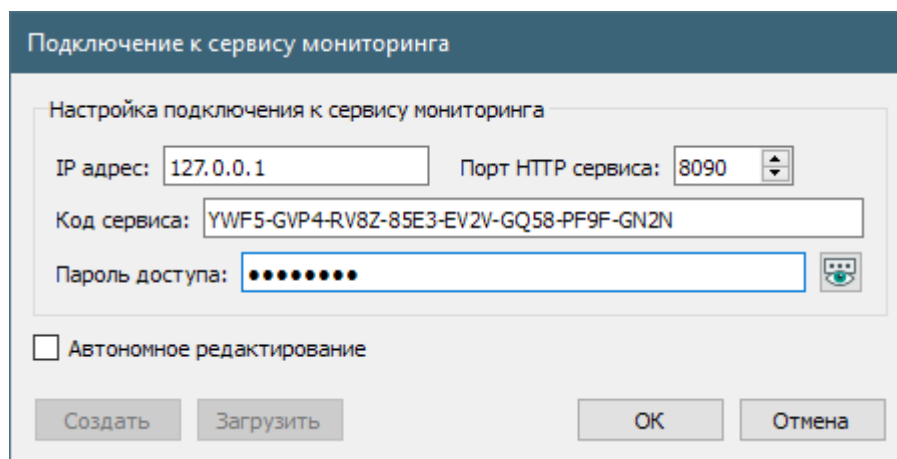 Подключение к сервису мониторинга
Настройка подключения к сервису мониторинга
IP адрес: 127.0.0.1 Порт HTTP сервиса: 8090
Код сервиса: YWF5-GVP4-RV8Z-85E3-EV2V-GQ58-PF9F-GN2N
Пароль доступа: ●●●●●●●●
Автономное редактирование
Создать Загрузить OK Отмена